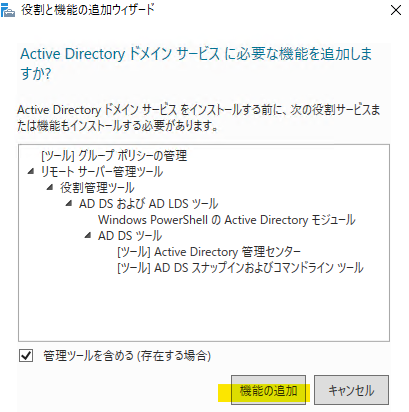 役割と機能の追加ウィザード
Active Directory ドメイン サービス に必要な機能を追加しま
すか?
Active Directory ドメイン サービス をインストールする前に、次の役割サービスま
たは機能もインストールする必要があります。
[ツール] グループ ポリシーの管理
リモート サーバー管理ツール
役割管理ツール
AD DS および AD LDS ツール
Windows PowerShell の Active Directory モジュール
AD DS ツール
[ツール] Active Directory 管理センター
[ツール] AD DS スナップインおよびコマンドライン ツール
管理ツールを含める (存在する場合)
機能の追加
キャンセル